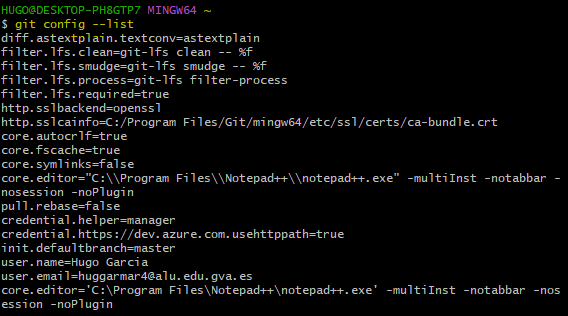 HUGO@DESKTOP-PH8GTP7 MINGW64 ~
$ git config --list
diff.astextplain.textconv=astextplain
filter.lfs.clean=git-lfs clean -- %f
filter.lfs.smudge=git-lfs smudge -- %f
filter.lfs.process=git-lfs filter-process
filter.lfs.required=true
http.sslbackend=openssl
http.sslcainfo=C:/Program Files/Git/mingw64/etc/ssl/certs/ca-bundle.crt
core.autocrlf=true
core.fscache=true
core.symlinks=false
core.editor="C:\\Program Files\\Notepad++\\notepad++.exe" -multiInst -notabbar -
nosession -noPlugin
pull.rebase=false
credential.helper=manager
credential.https://dev.azure.com.usehttppath=true
init.defaultbranch=master
user.name=Hugo Garcia
user.email=huggarmar4@alu.edu.gva.es
core.editor='C:\Program Files\Notepad++\notepad++.exe' -multiInst -notabbar -nos
ession -noPlugin